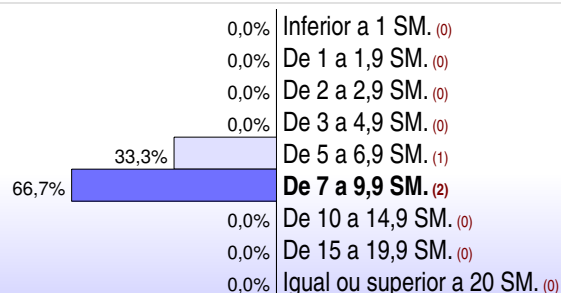 0,0% Inferior a 1 SM. (0)
0,0% De 1 a 1,9 SM. (0)
0,0% De 2 a 2,9 SM. (0)
0,0% De 3 a 4,9 SM. (0)
33,3% De 5 a 6,9 SM. (1)
66,7% De 7 a 9,9 SM. (2)
0,0% De 10 a 14,9 SM. (0)
0,0% De 15 a 19,9 SM. (0)
0,0% Igual ou superior a 20 SM. (0)